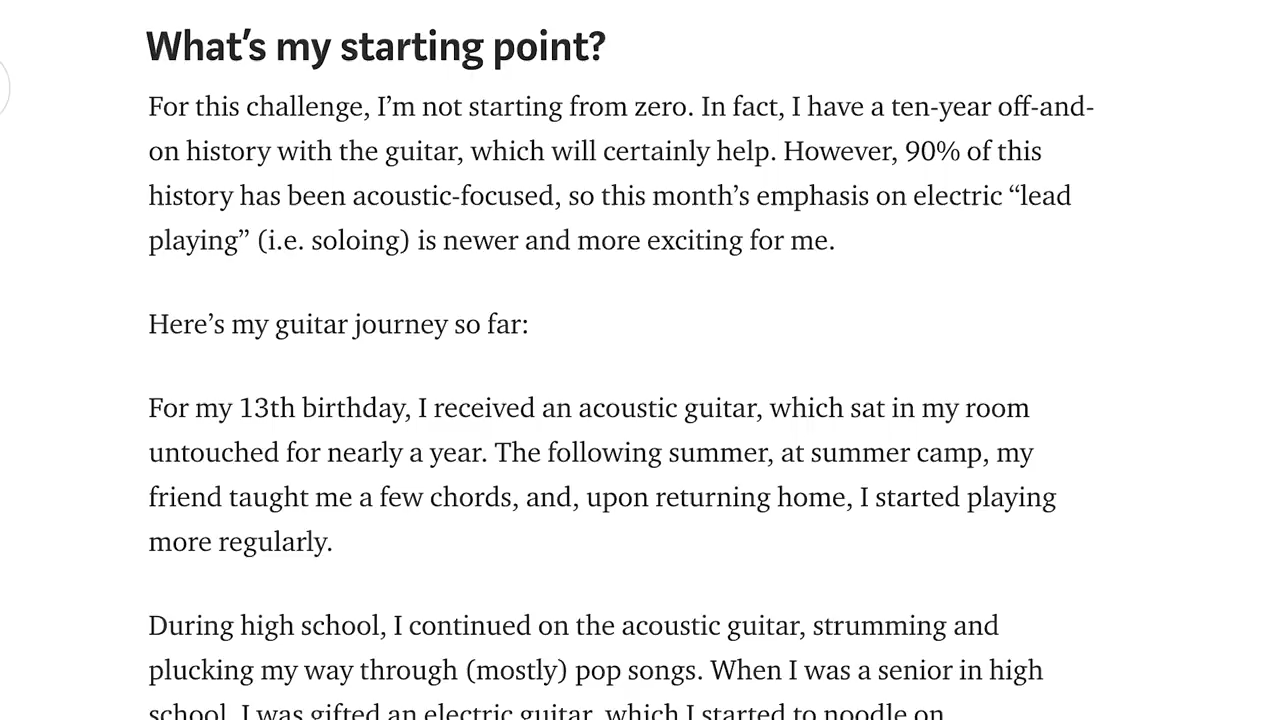 What's my starting point?
For this challenge, I’m not starting from zero. In fact, I have a ten-year off-and-
on history with the guitar, which will certainly help. However, 90% of this
history has been acoustic-focused, so this month’s emphasis on electric “lead
playing” (i.e. soloing) is newer and more exciting for me.
Here’s my guitar journey so far:
For my 13th birthday, I received an acoustic guitar, which sat in my room
untouched for nearly a year. The following summer, at summer camp, my
friend taught me a few chords, and, upon returning home, I started playing
more regularly.
During high school, I continued on the acoustic guitar, strumming and
plucking my way through (mostly) pop songs. When I was a senior in high
school, I was gifted an electric guitar, which I started to noodle on